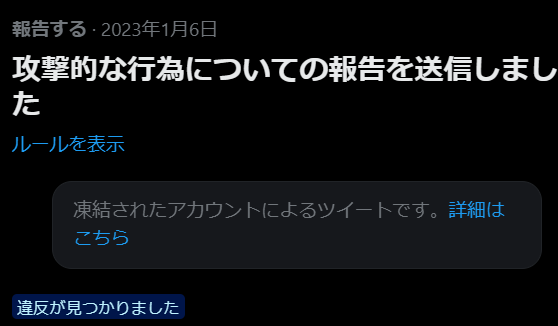 報告する · 2023年1月6日
攻撃的な行為についての報告を送信しまし
た
ルールを表示
凍結されたアカウントによるツイートです。詳細は
こちら
違反が見つかりました